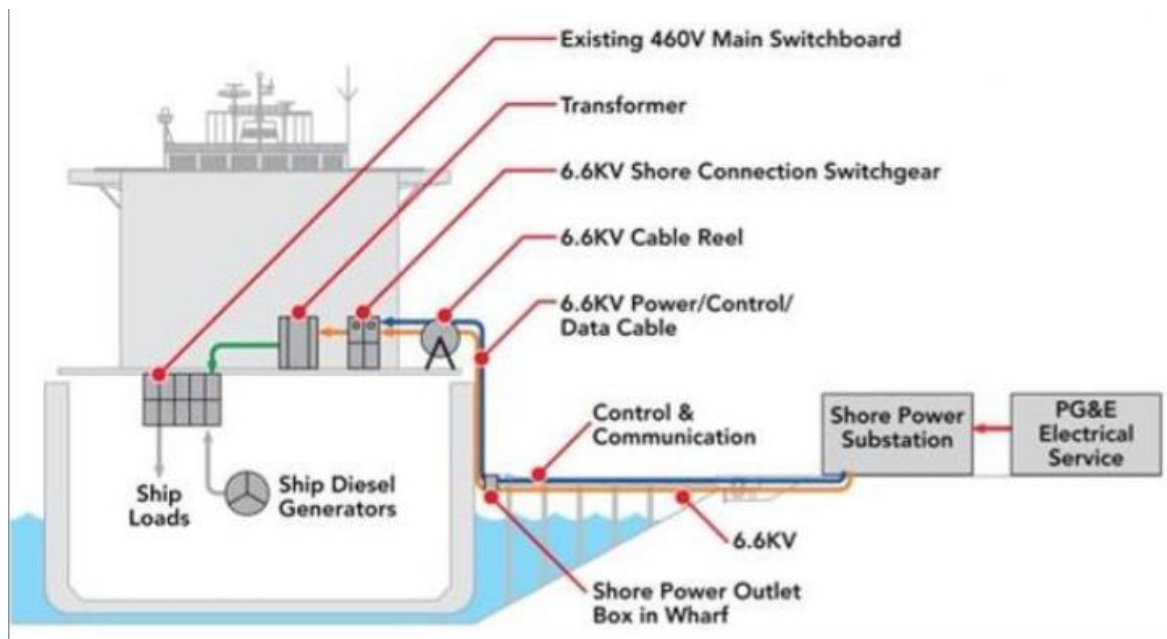 Existing 460V Main Switchboard
Transformer
6.6KV Shore Connection Switchgear
6.6KV Cable Reel
6.6KV Power/Control/
Data Cable
Control &
Communication
Shore Power
Substation
PG&E
Electrical
Service
Ship
Loads
Ship Diesel
Generators
6.6KV
Shore Power Outlet
Box in Wharf